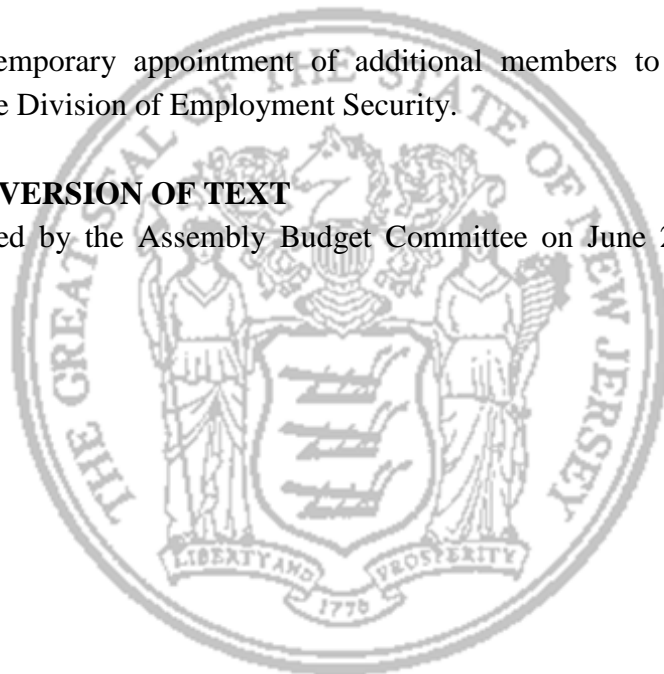 emporary appointment of additional members to
e Division of Employment Security.
VERSION OF TEXT
ed by the Assembly Budget Committee on June 2
THE GREAT SEAL OF THE STATE OF NEW JERSEY
LIBERTY AND PROSPERITY
1776